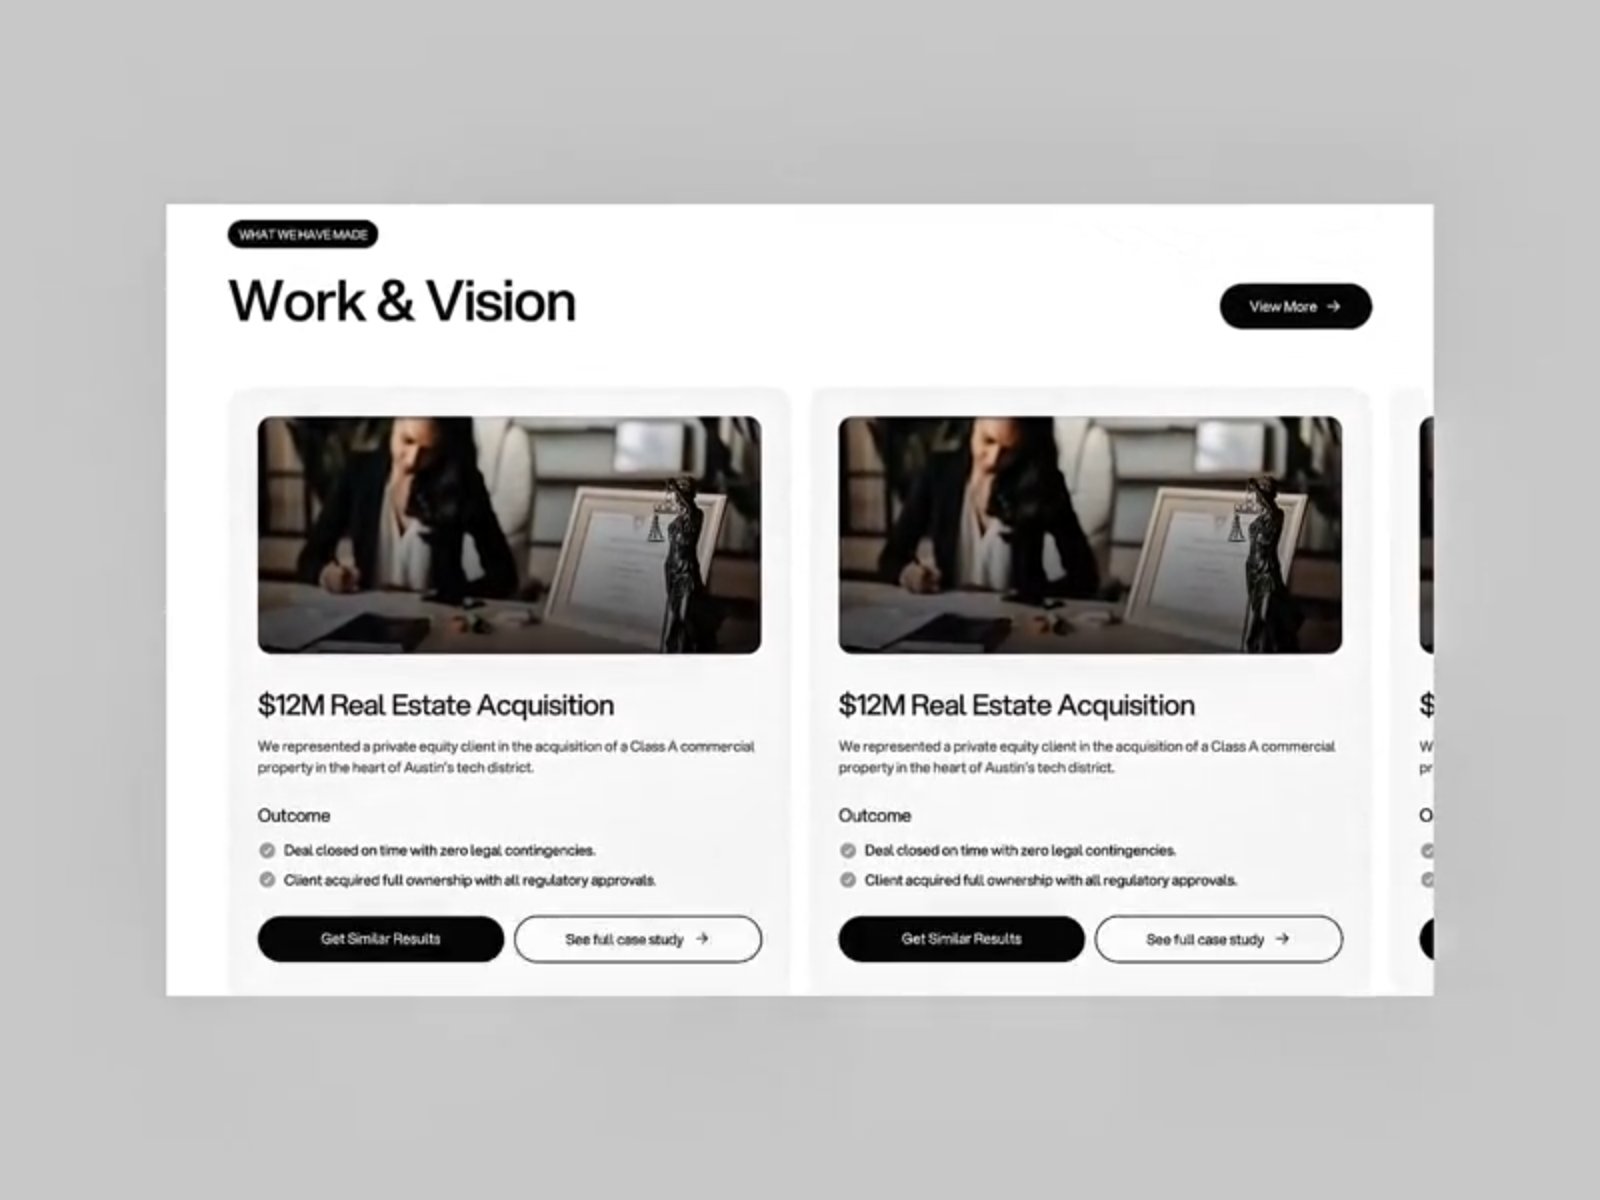 WHAT WE HAVE MADE
Work & Vision
View More →
$12M Real Estate Acquisition
We represented a private equity client in the acquisition of a Class A commercial
property in the heart of Austin's tech district.
Outcome
Deal closed on time with zero legal contingencies.
Client acquired full ownership with all regulatory approvals.
Get Similar Results
See full case study →
$12M Real Estate Acquisition
We represented a private equity client in the acquisition of a Class A commercial
property in the heart of Austin's tech district.
Outcome
Deal closed on time with zero legal contingencies.
Client acquired full ownership with all regulatory approvals.
Get Similar Results
See full case study →
$
W
pr
O